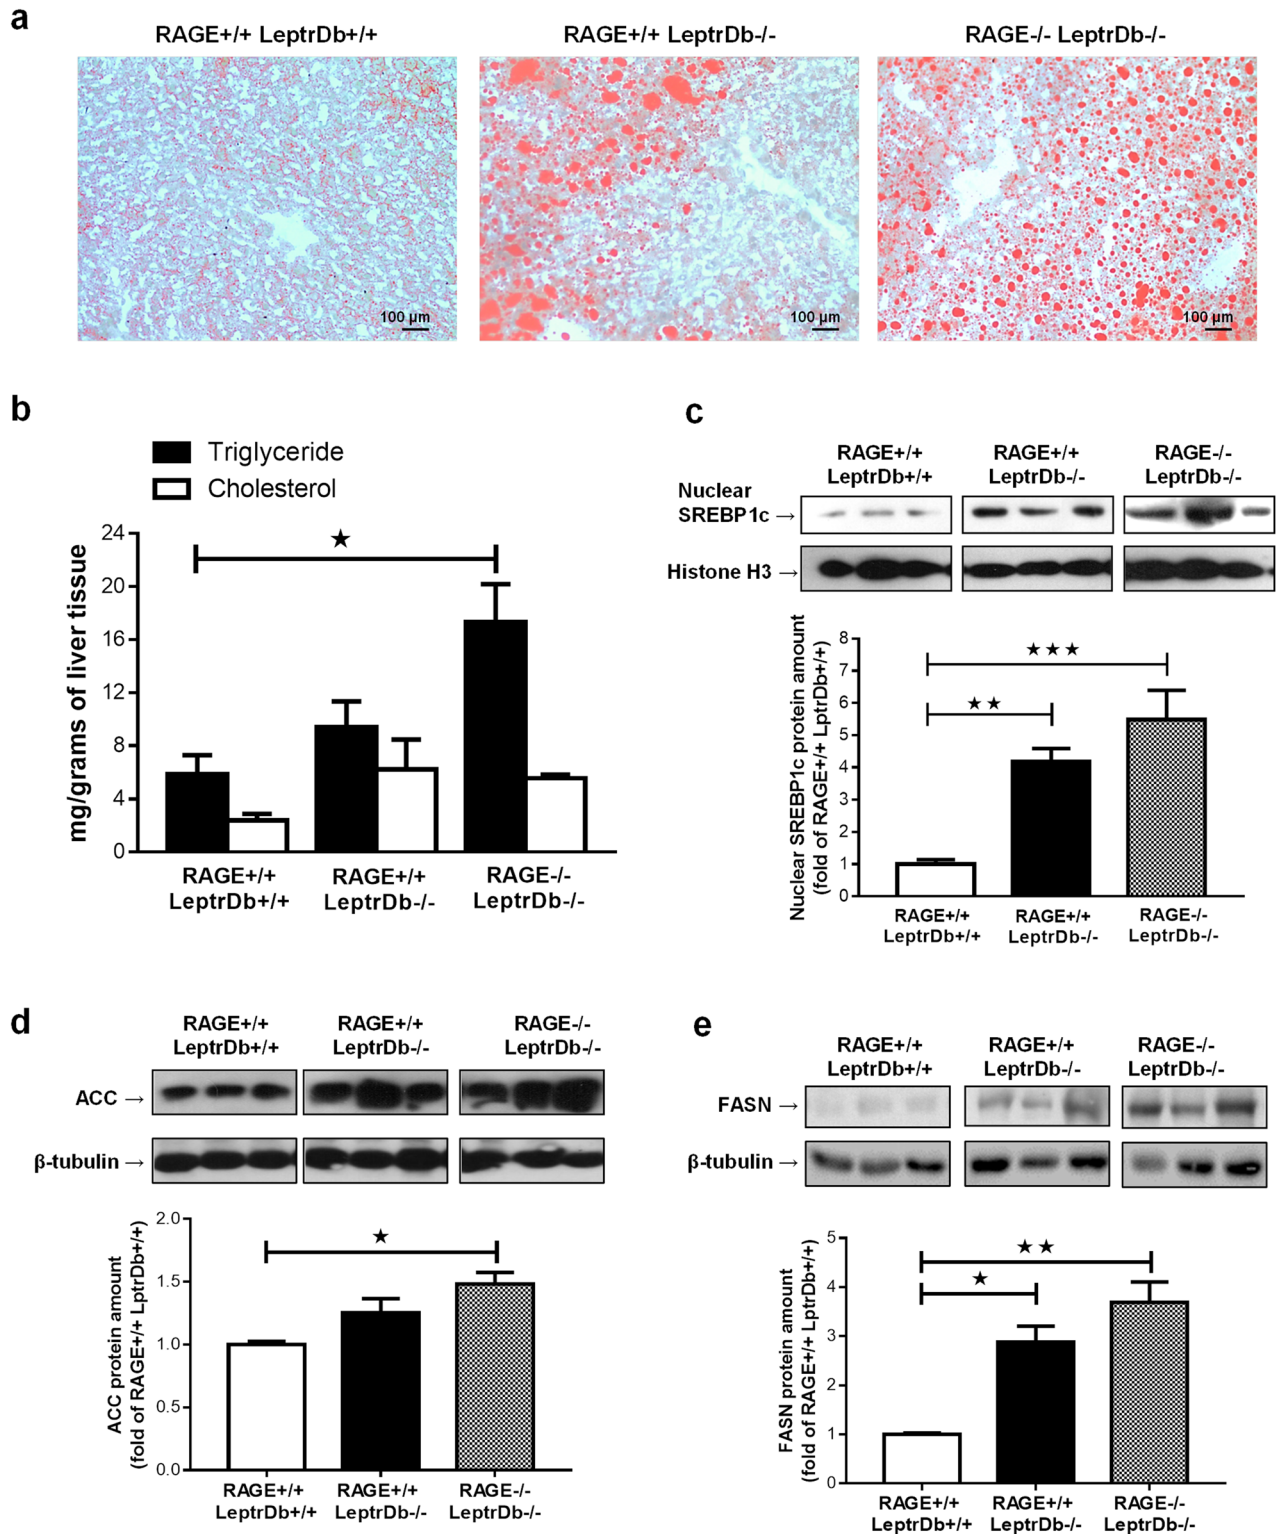 a
RAGE+/+ LeptrDb+/+
RAGE+/+ LeptrDb-/-
RAGE-/- LeptrDb-/-
100 µm
100 µm
100 µm
b
Triglyceride
Cholesterol
mg/grams of liver tissue
24
20
16
12
8
4
0
★
RAGE+/+
LeptrDb+/+
RAGE+/+
LeptrDb-/-
RAGE-/-
LeptrDb-/-
c
RAGE+/+
LeptrDb+/+
RAGE+/+
LeptrDb-/-
RAGE-/-
LeptrDb-/-
Nuclear
SREBP1c →
Histone H3 →
Nuclear SREBP1c protein amount
(fold of RAGE+/+ LptrDb+/+)
8
7
6
5
4
3
2
1
0
★★★
★★
RAGE+/+
LeptrDb+/+
RAGE+/+
LeptrDb-/-
RAGE-/-
LeptrDb-/-
d
RAGE+/+
LeptrDb+/+
RAGE+/+
LeptrDb-/-
RAGE-/-
LeptrDb-/-
ACC →
β-tubulin →
ACC protein amount
(fold of RAGE+/+ LptrDb+/+)
2.0
1.5
1.0
0.5
0.0
★
RAGE+/+
LeptrDb+/+
RAGE+/+
LeptrDb-/-
RAGE-/-
LeptrDb-/-
e
RAGE+/+
LeptrDb+/+
RAGE+/+
LeptrDb-/-
RAGE-/-
LeptrDb-/-
FASN →
β-tubulin →
FASN protein amount
(fold of RAGE+/+ LptrDb+/+)
5
4
3
2
1
0
★★
★
RAGE+/+
LeptrDb+/+
RAGE+/+
LeptrDb-/-
RAGE-/-
LeptrDb-/-